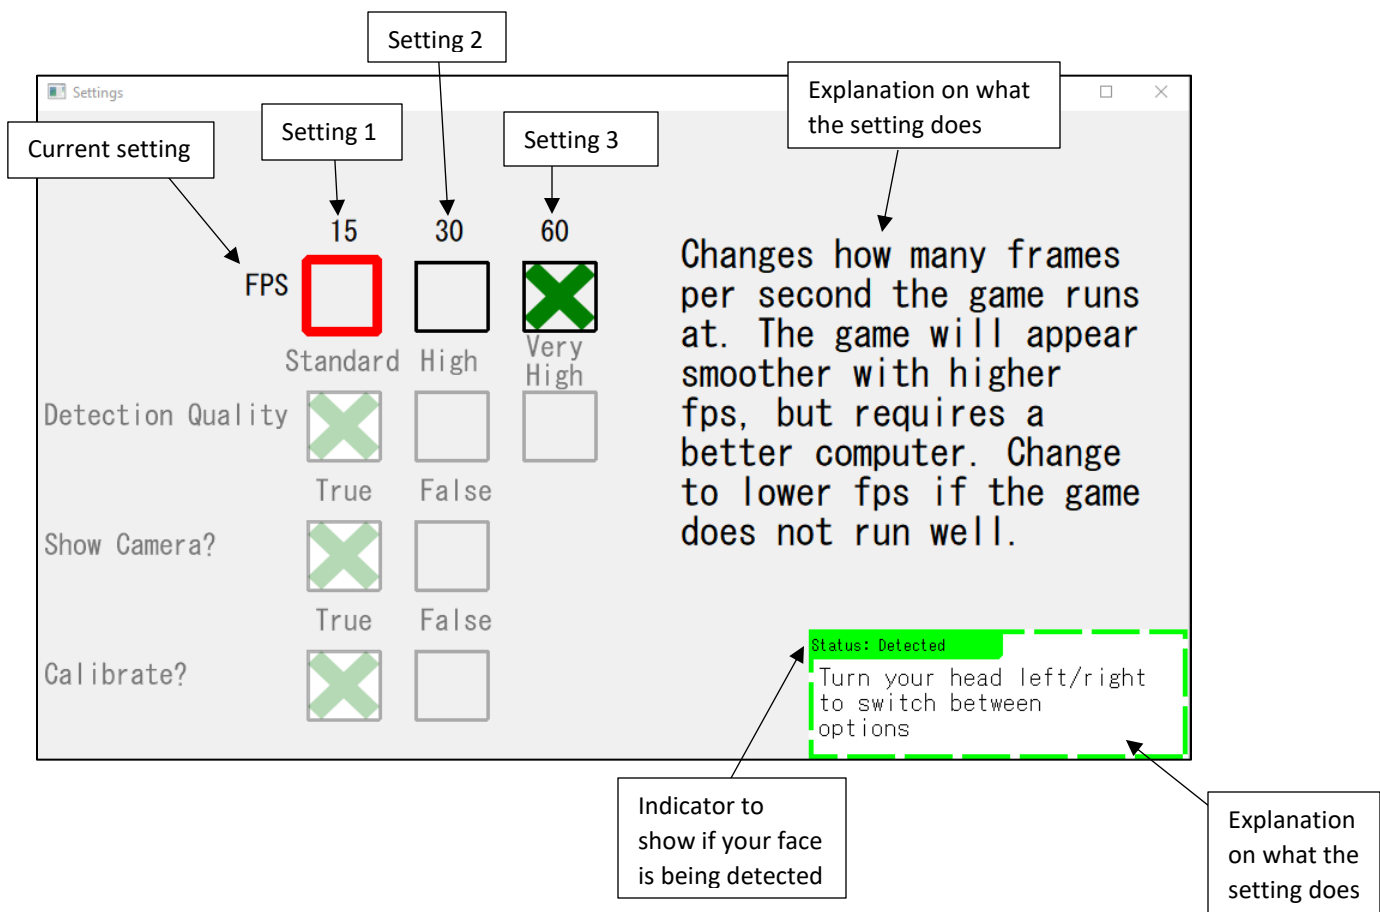 Setting 2
Settings
Explanation on what
the setting does
Setting 1
Setting 3
Current setting
15 30 60
FPS
Standard High Very
High
Detection Quality
True False
Show Camera?
True False
Calibrate?
Changes how many frames
per second the game runs
at. The game will appear
smoother with higher
fps, but requires a
better computer. Change
to lower fps if the game
does not run well.
Status: Detected
Turn your head left/right
to switch between
options
Indicator to
show if your face
is being detected
Explanation
on what the
setting does